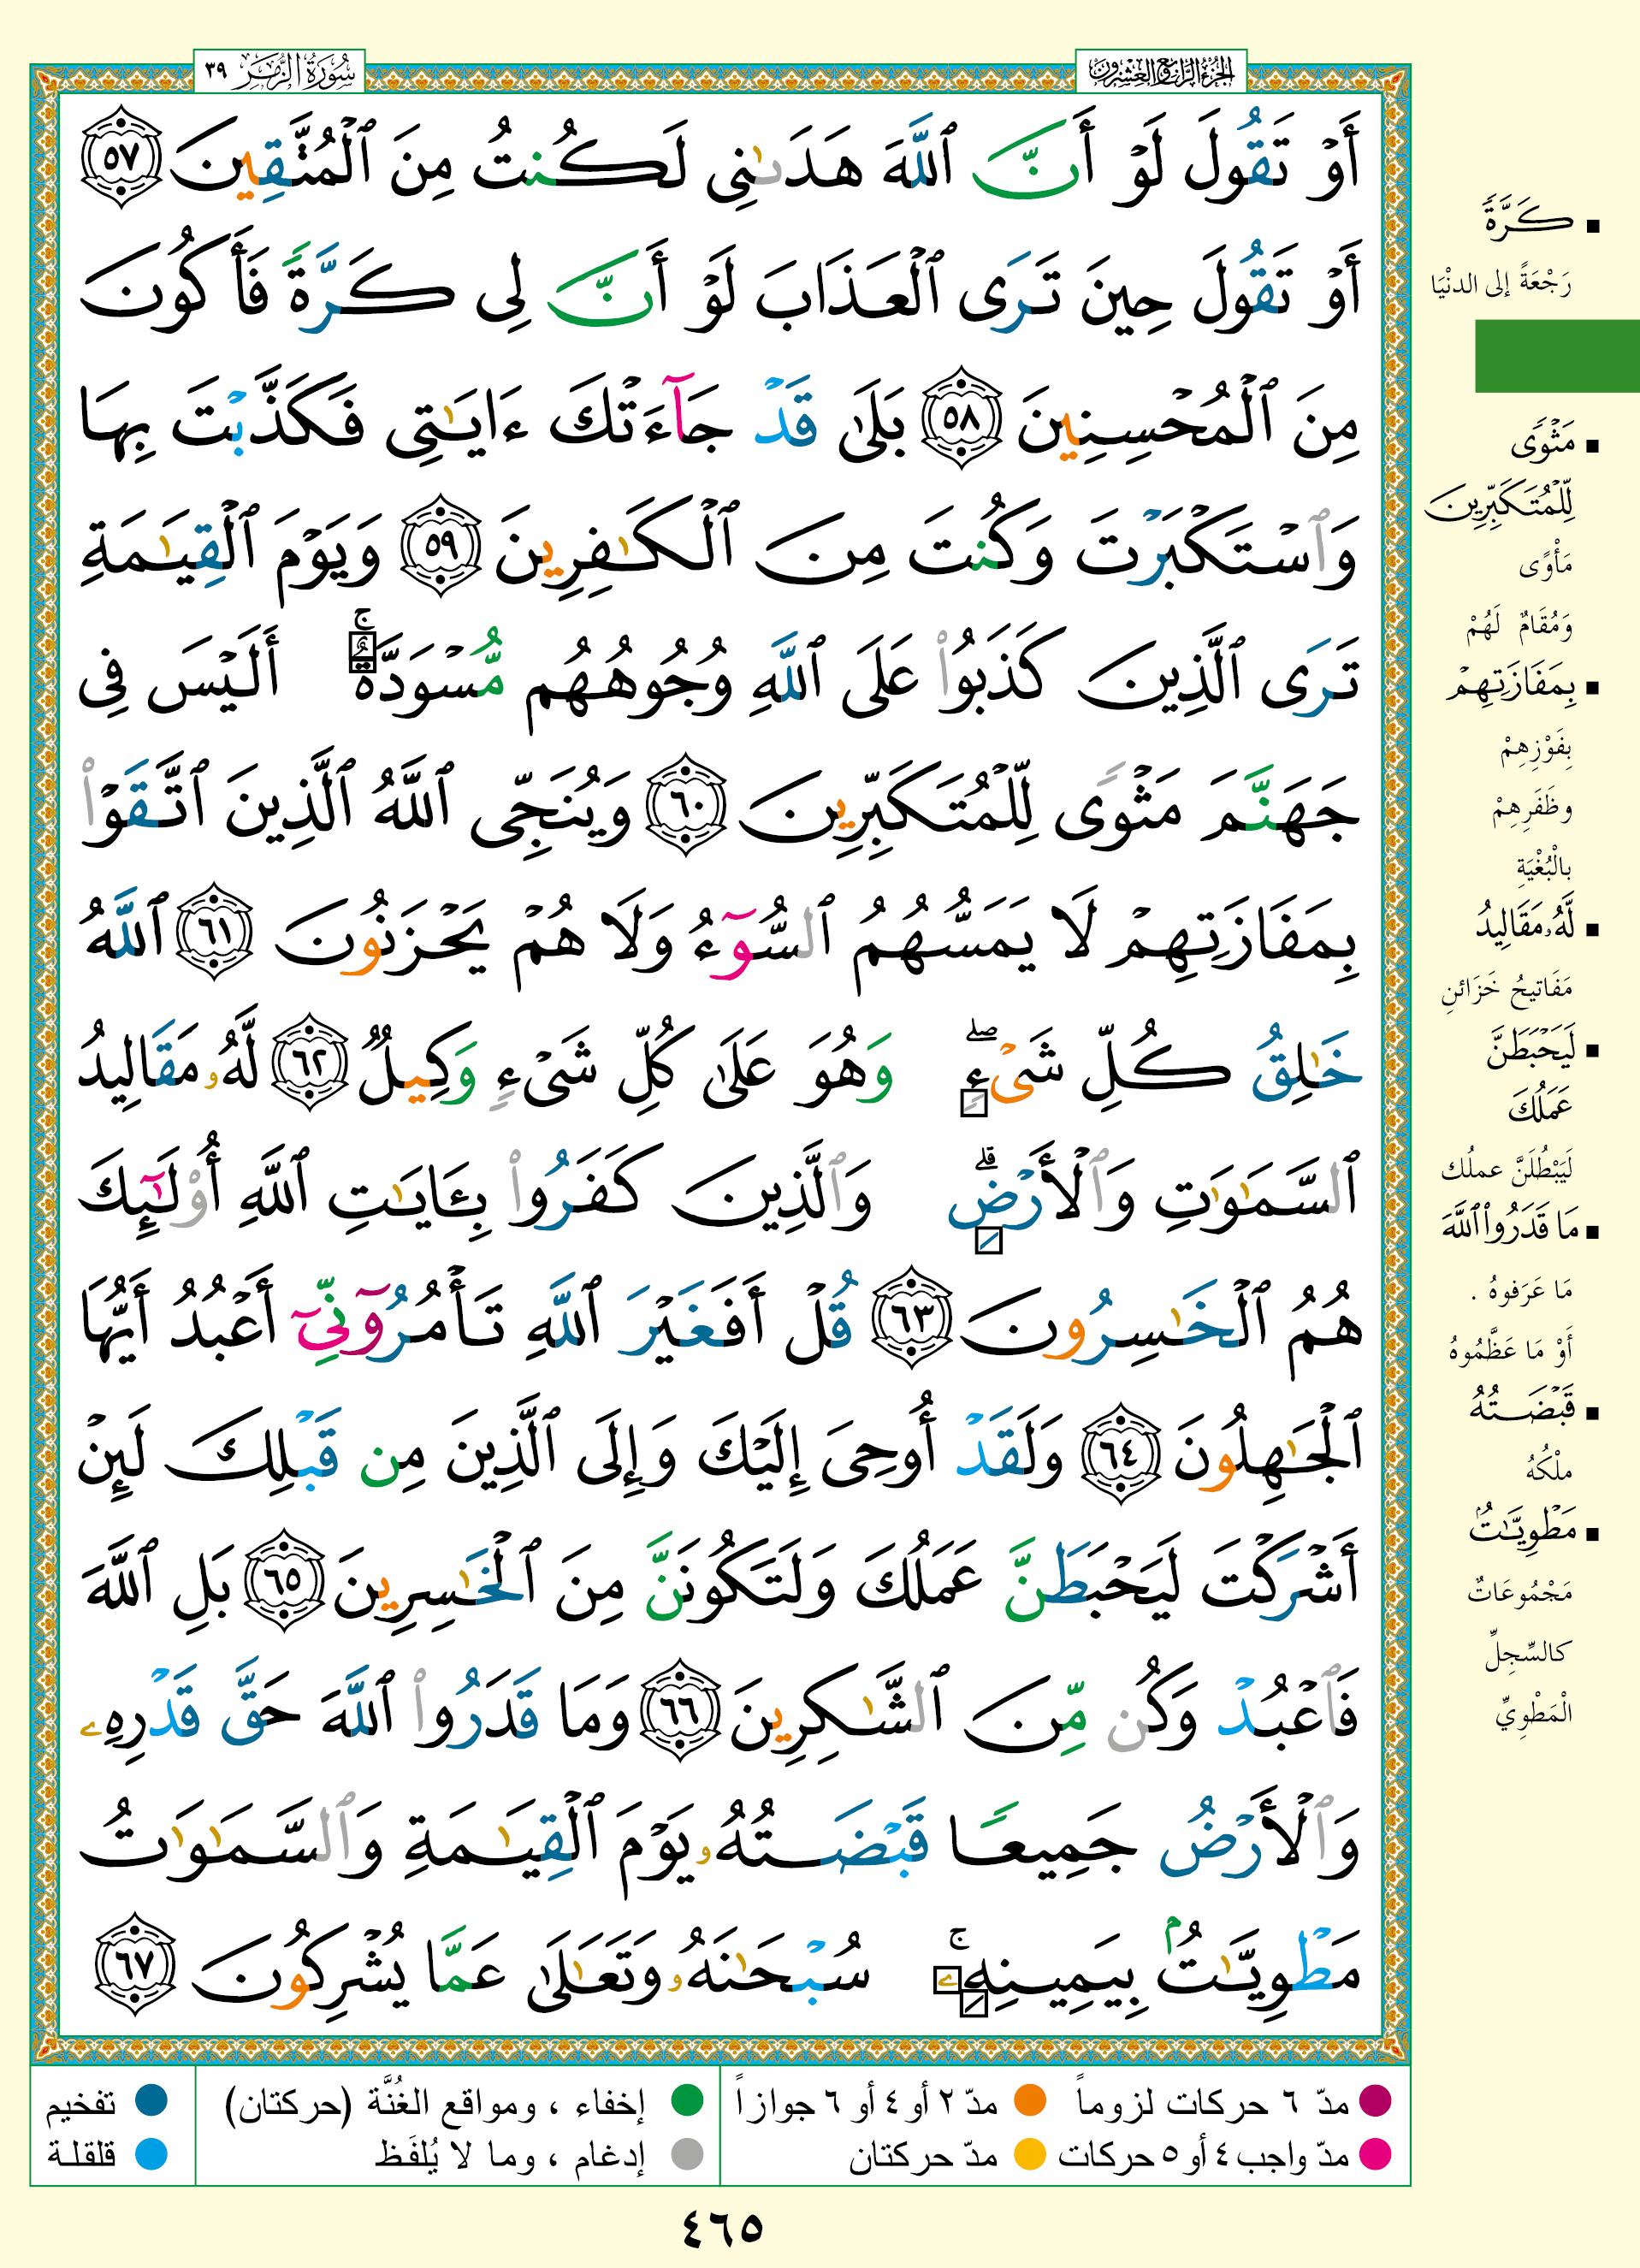 الجزء الرابع والعشرون
سورة الزمر ٣٩
أَوۡ تَقُولَ لَوۡ أَنَّ ٱللَّهَ هَدَىٰنِى لَكُنتُ مِنَ ٱلۡمُتَّقِينَ ٥٧
أَوۡ تَقُولَ حِينَ تَرَى ٱلۡعَذَابَ لَوۡ أَنَّ لِى كَرَّةً فَأَكُونَ
مِنَ ٱلۡمُحۡسِنِينَ ٥٨ بَلَىٰ قَدۡ جَآءَتۡكَ ءَايَٰتِى فَكَذَّبۡتَ بِهَا
وَٱسۡتَكۡبَرۡتَ وَكُنتَ مِنَ ٱلۡكَٰفِرِينَ ٥٩ وَيَوۡمَ ٱلۡقِيَٰمَةِ
تَرَى ٱلَّذِينَ كَذَبُواْ عَلَى ٱللَّهِ وُجُوهُهُم مُّسۡوَدَّةٌۚ أَلَيۡسَ فِى
جَهَنَّمَ مَثۡوًى لِّلۡمُتَكَبِّرِينَ ٦٠ وَيُنَجِّى ٱللَّهُ ٱلَّذِينَ ٱتَّقَوۡاْ
بِمَفَازَتِهِمۡ لَا يَمَسُّهُمُ ٱلسُّوٓءُ وَلَا هُمۡ يَحۡزَنُونَ ٦١ ٱللَّهُ
خَٰلِقُ كُلِّ شَىۡءٍۖ وَهُوَ عَلَىٰ كُلِّ شَىۡءٍ وَكِيلٌ ٦٢ لَّهُۥ مَقَالِيدُ
ٱلسَّمَٰوَٰتِ وَٱلۡأَرۡضِۗ وَٱلَّذِينَ كَفَرُواْ بِـَٔايَٰتِ ٱللَّهِ أُوْلَٰٓئِكَ
هُمُ ٱلۡخَٰسِرُونَ ٦٣ قُلۡ أَفَغَيۡرَ ٱللَّهِ تَأۡمُرُوٓنِّىٓ أَعۡبُدُ أَيُّهَا
ٱلۡجَٰهِلُونَ ٦٤ وَلَقَدۡ أُوحِىَ إِلَيۡكَ وَإِلَى ٱلَّذِينَ مِن قَبۡلِكَ لَئِنۡ
أَشۡرَكۡتَ لَيَحۡبَطَنَّ عَمَلُكَ وَلَتَكُونَنَّ مِنَ ٱلۡخَٰسِرِينَ ٦٥ بَلِ ٱللَّهَ
فَٱعۡبُدۡ وَكُن مِّنَ ٱلشَّٰكِرِينَ ٦٦ وَمَا قَدَرُواْ ٱللَّهَ حَقَّ قَدۡرِهِۦ
وَٱلۡأَرۡضُ جَمِيعًا قَبۡضَتُهُۥ يَوۡمَ ٱلۡقِيَٰمَةِ وَٱلسَّمَٰوَٰتُ
مَطۡوِيَّٰتُۢ بِيَمِينِهِۦۚ سُبۡحَٰنَهُۥ وَتَعَٰلَىٰ عَمَّا يُشۡرِكُونَ ٦٧
▪ كَرَّةً
رَجْعَةً إلى الدنْيَا
▪ مَثۡوًى
لِّلۡمُتَكَبِّرِينَ
مَأْوًى
وَمُقَامٌ لَهُمْ
▪ بِمَفَازَتِهِمۡ
بِفَوْزِهِمْ
وظَفَرِهِمْ
بالْبُغْيَةِ
▪ لَّهُۥ مَقَالِيدُ
مَفَاتيحُ خَزَائنِ
▪ لَيَحۡبَطَنَّ
عَمَلُكَ
لَيَبْطُلَنَّ عملُك
▪ مَا قَدَرُواْ ٱللَّهَ
مَا عَرَفوهُ .
أَوْ مَا عَظَّمُوهُ
▪ قَبۡضَتُهُ
ملْكُهُ
▪ مَطۡوِيَّٰتٌ
مَجْمُوعَاتٌ
كالسِّجِلِّ
الْمَطْوِيِّ
مدّ ٦ حركات لزوماً مدّ ٢ أو ٤ أو ٦ جوازاً إخفاء ، ومواقع الغُنَّة (حركتان) تفخيم
مدّ واجب ٤ أو ٥ حركات مدّ حركتان إدغام ، وما لا يُلفَظ قلقلة
٤٦٥